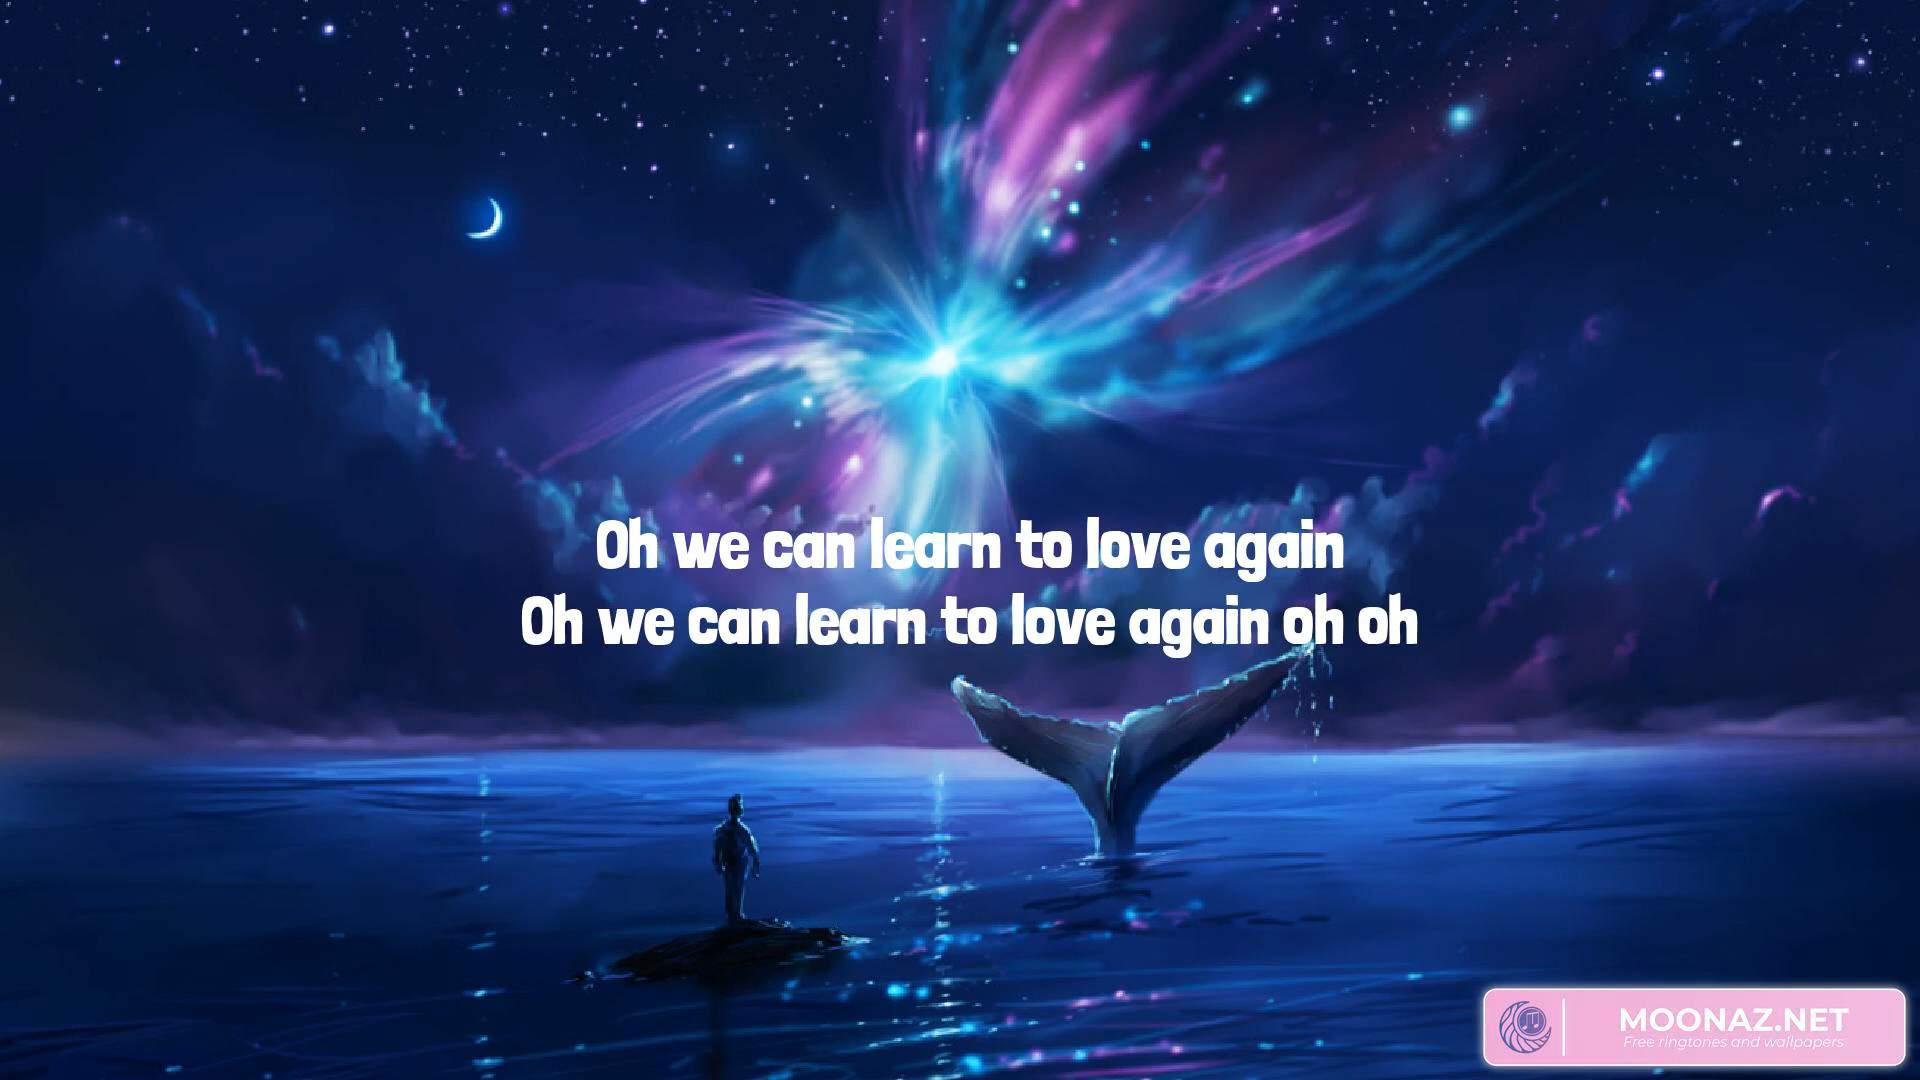 Oh we can learn to love again
Oh we can learn to love again oh oh
MOONAZ.NET
Free ringtones and wallpapers